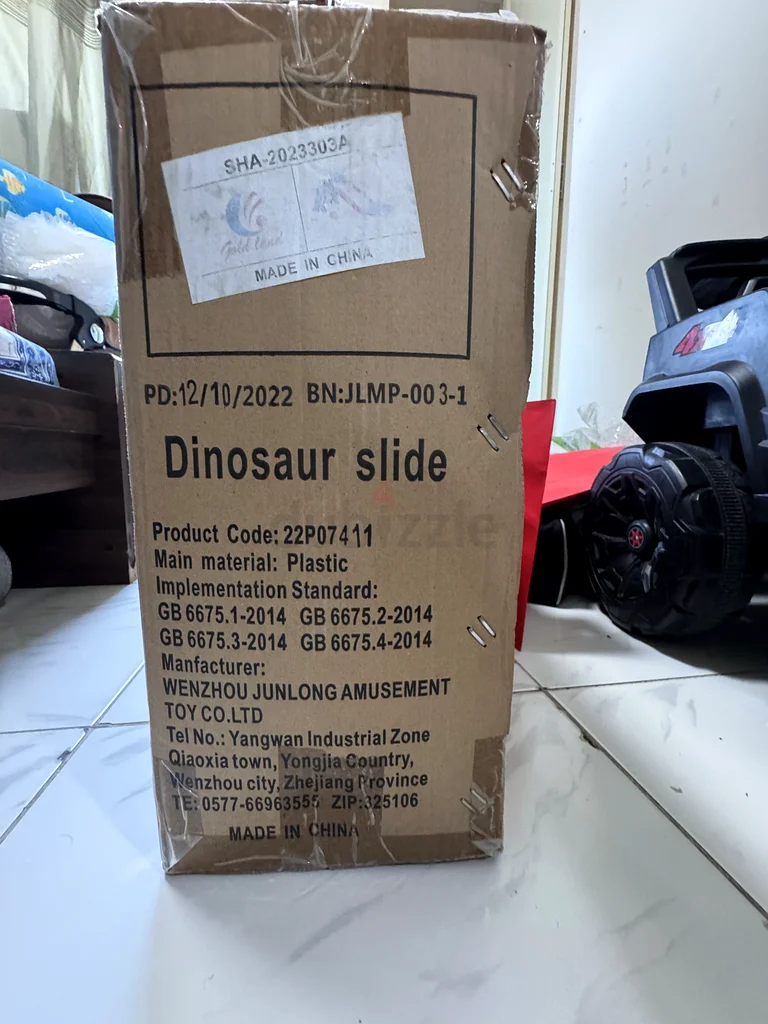 SHA-2023303A
Gold Land
MADE IN CHINA
PD:12/10/2022 BN:JLMP-003-1
Dinosaur slide
dubizzle
Product Code: 22P07411
Main material: Plastic
Implementation Standard:
GB 6675.1-2014 GB 6675.2-2014
GB 6675.3-2014 GB 6675.4-2014
Manfacturer:
WENZHOU JUNLONG AMUSEMENT
TOY CO.LTD
Tel No.: Yangwan Industrial Zone
Qiaoxia town, Yongjia Country,
Wenzhou city, Zhejiang Province
TE: 0577-66963555 ZIP:325106
MADE IN CHINA